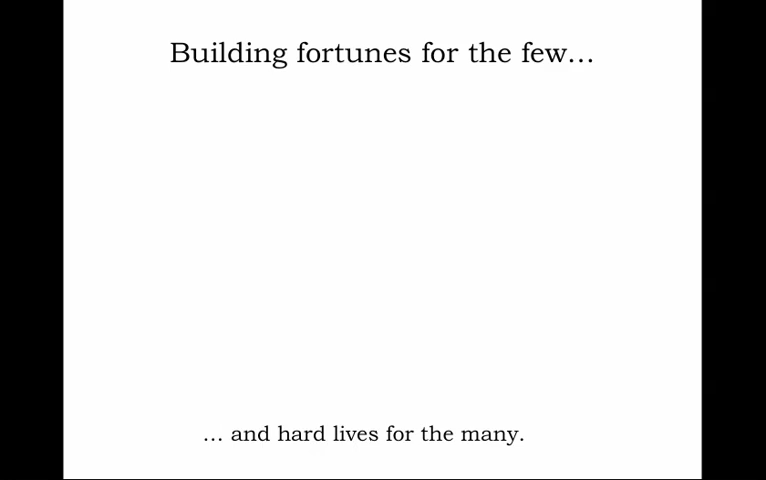 Building fortunes for the few...
... and hard lives for the many.